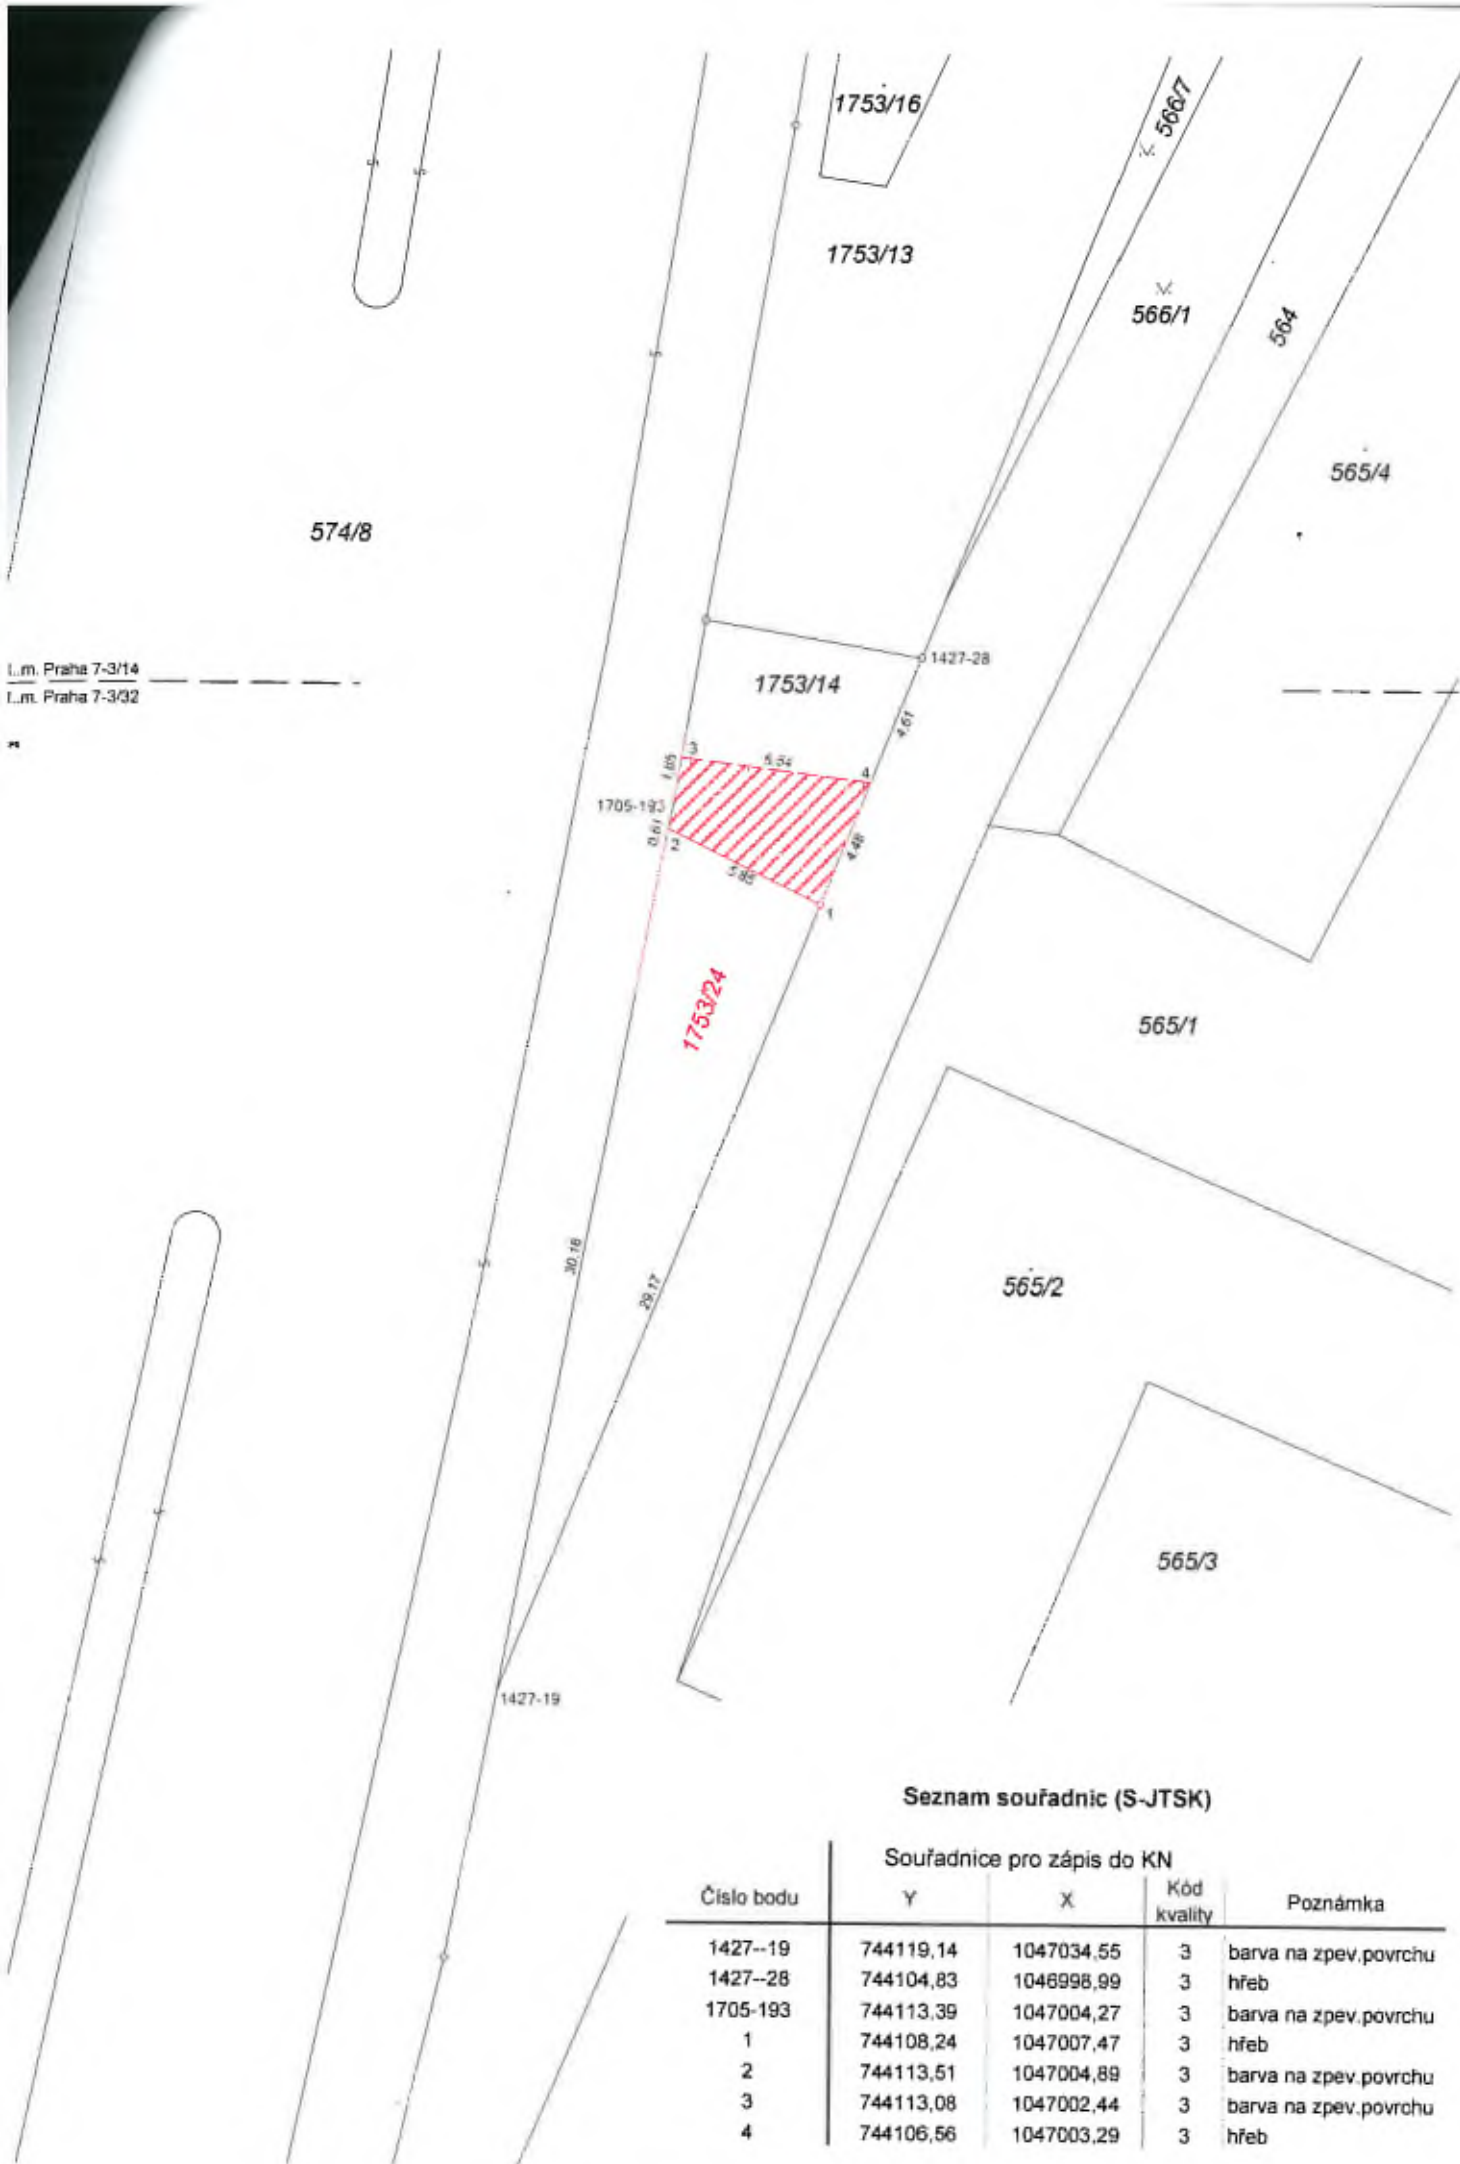 1753/16
566/7
1753/13
566/1
564
565/4
574/8
1427-28
l..m. Praha 7-3/14
l..m. Praha 7-3/32
1753/14
4.61
3
4
1705-193
0.61
2
4.48
1
1753/24
565/1
30.16
29.17
565/2
565/3
1427-19
Seznam souřadnic (S-JTSK)
Souřadnice pro zápis do KN
Číslo bodu Y X Kód kvality Poznámka
1427--19 744119,14 1047034,55 3 barva na zpev.povrchu
1427--28 744104,83 1046998,99 3 hřeb
1705-193 744113,39 1047004,27 3 barva na zpev.povrchu
1 744108,24 1047007,47 3 hřeb
2 744113,51 1047004,89 3 barva na zpev.povrchu
3 744113,08 1047002,44 3 barva na zpev.povrchu
4 744106,56 1047003,29 3 hřeb